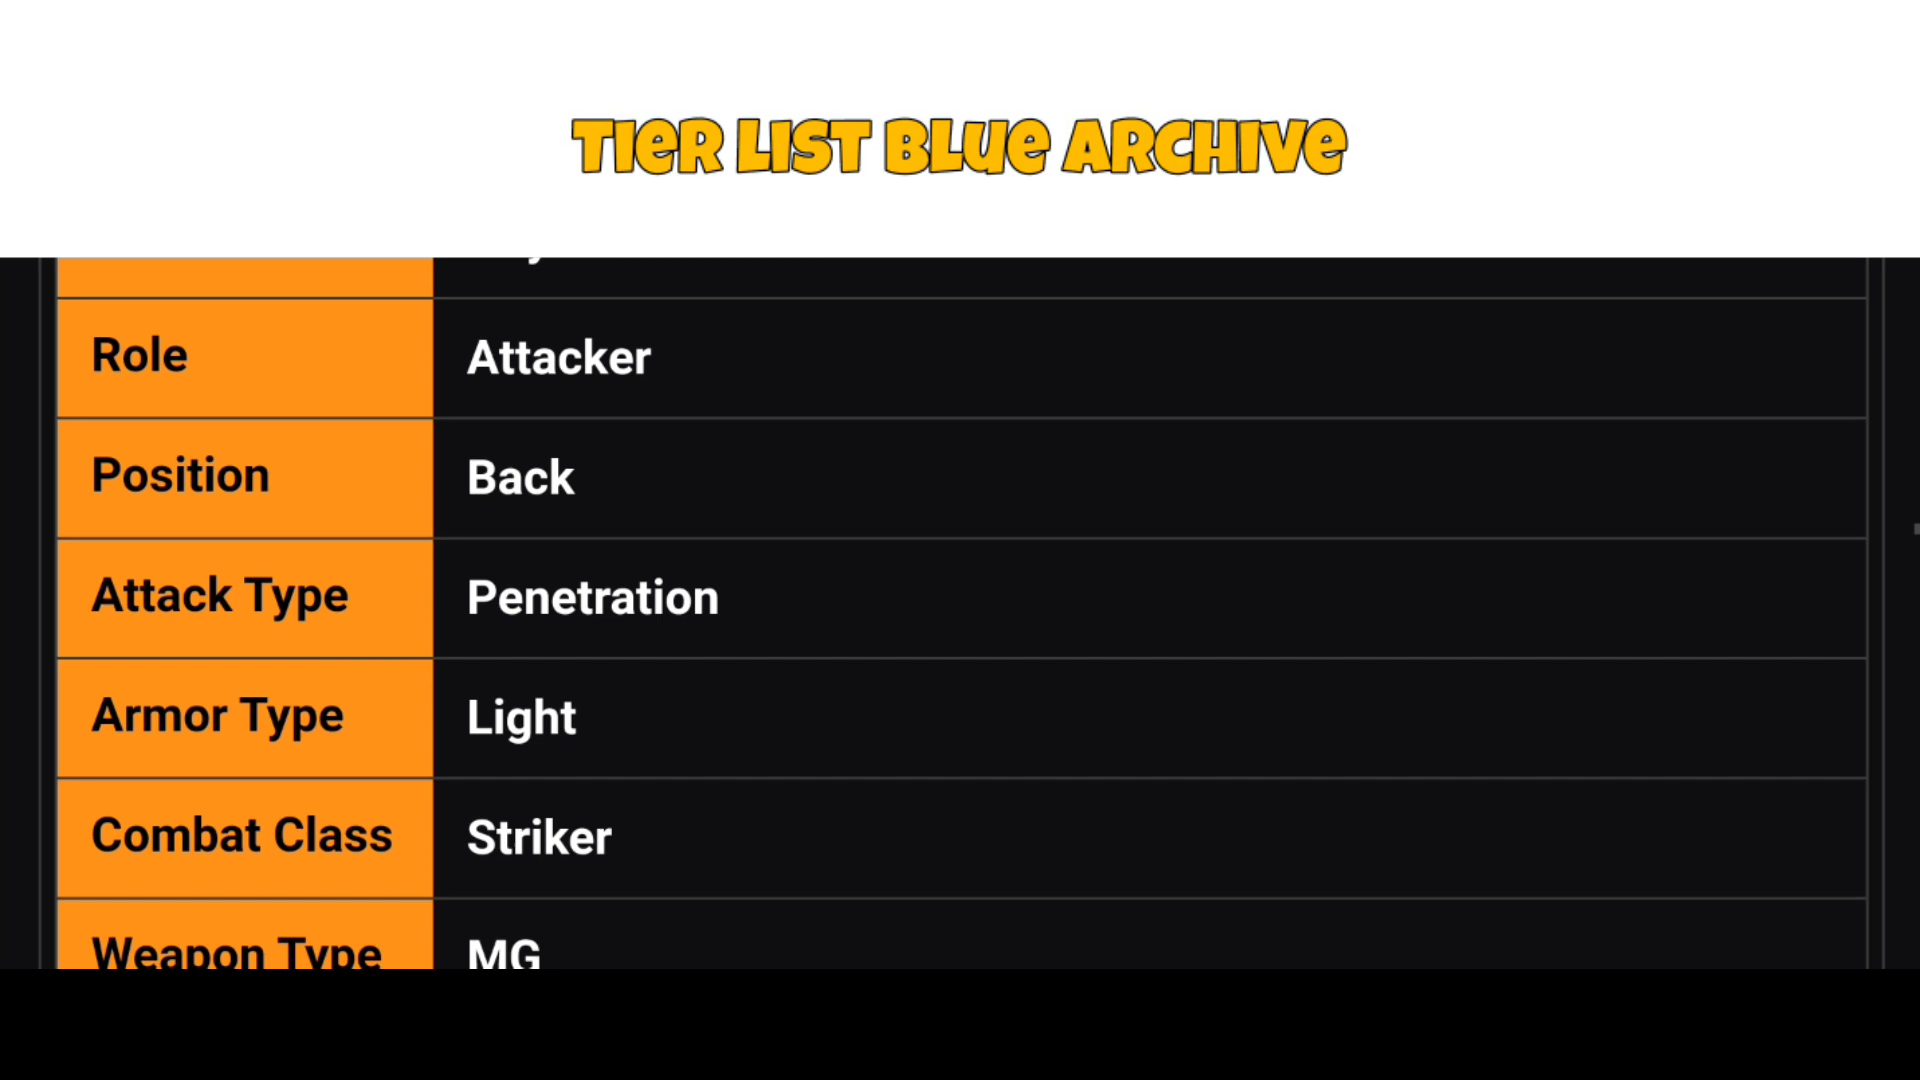 TIER LIST BLUE ARCHIVE
Role Attacker
Position Back
Attack Type Penetration
Armor Type Light
Combat Class Striker
Weapon Type MG